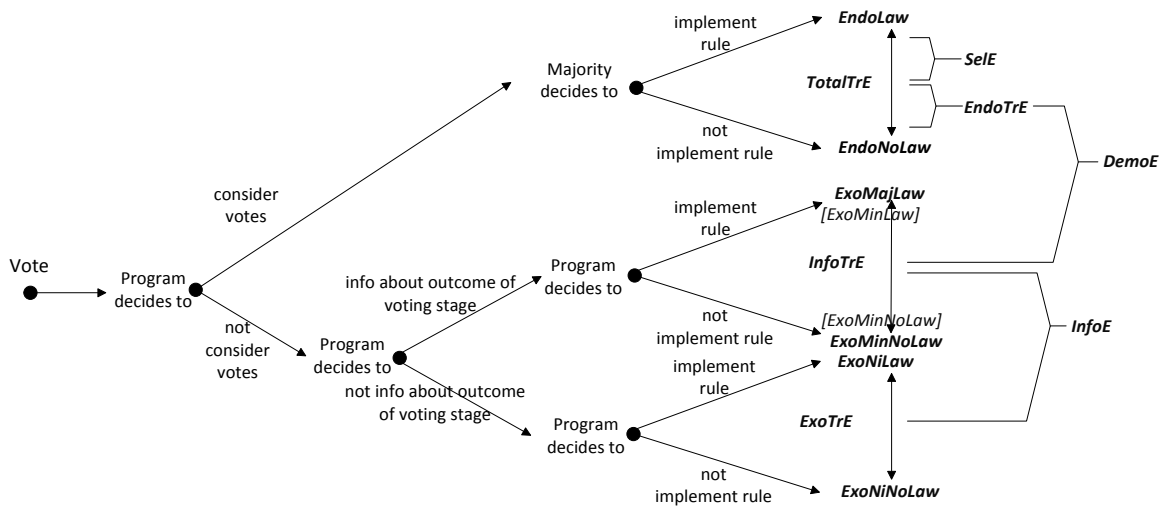 Vote
Program
decides to
consider
votes
not
consider
votes
Majority
decides to
implement
rule
not
implement rule
EndoLaw
TotalTrE
EndoNoLaw
SelE
EndoTrE
DemoE
Program
decides to
info about outcome of
voting stage
not info about outcome
of voting stage
Program
decides to
implement
rule
not
implement rule
ExoMajLaw
[ExoMinLaw]
InfoTrE
[ExoMinNoLaw]
ExoMinNoLaw
InfoE
Program
decides to
implement
rule
not
implement rule
ExoNiLaw
ExoTrE
ExoNiNoLaw